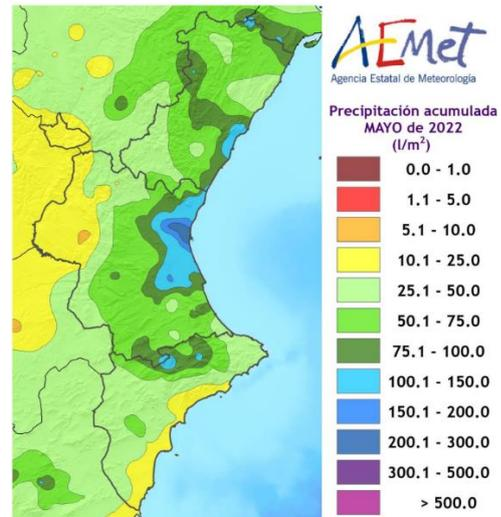 AEMet
Agencia Estatal de Meteorología
Precipitación acumulada
MAYO de 2022
(l/m²)
0.0 - 1.0
1.1 - 5.0
5.1 - 10.0
10.1 - 25.0
25.1 - 50.0
50.1 - 75.0
75.1 - 100.0
100.1 - 150.0
150.1 - 200.0
200.1 - 300.0
300.1 - 500.0
> 500.0